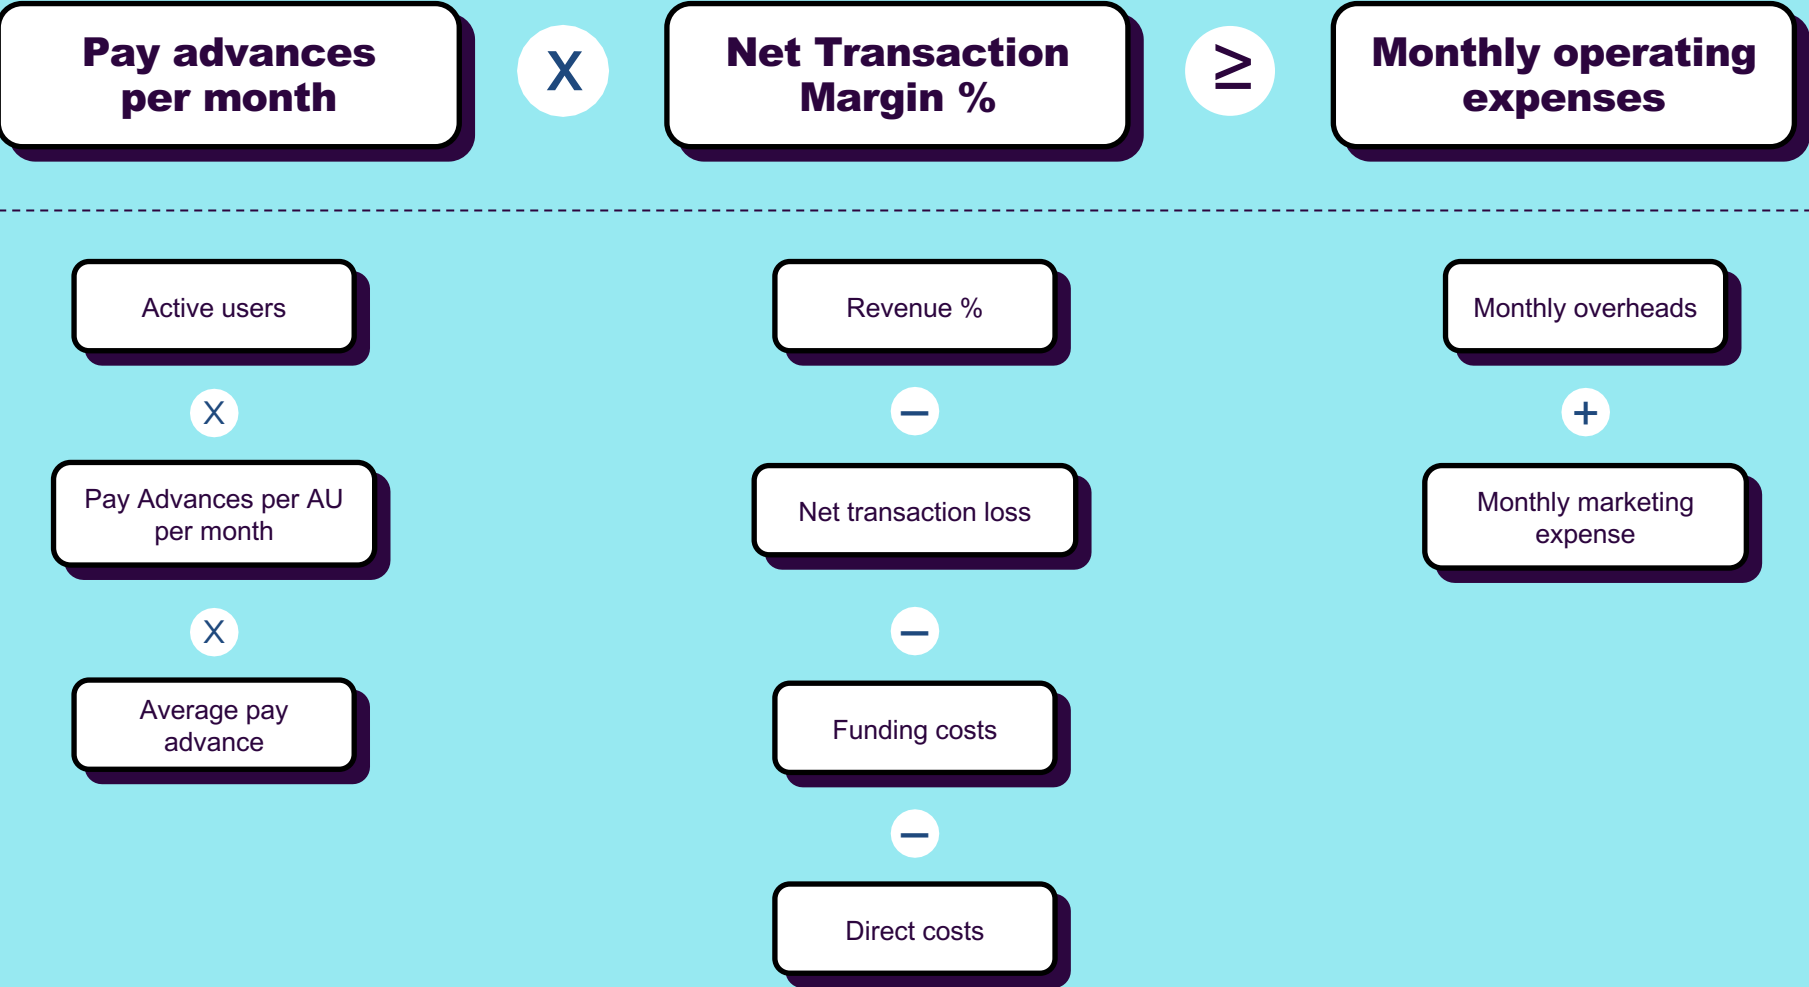 Pay advances
per month
X
Net Transaction
Margin %
≥
Monthly operating
expenses
Active users
X
Pay Advances per AU
per month
X
Average pay
advance
Revenue %
–
Net transaction loss
–
Funding costs
–
Direct costs
Monthly overheads
+
Monthly marketing
expense